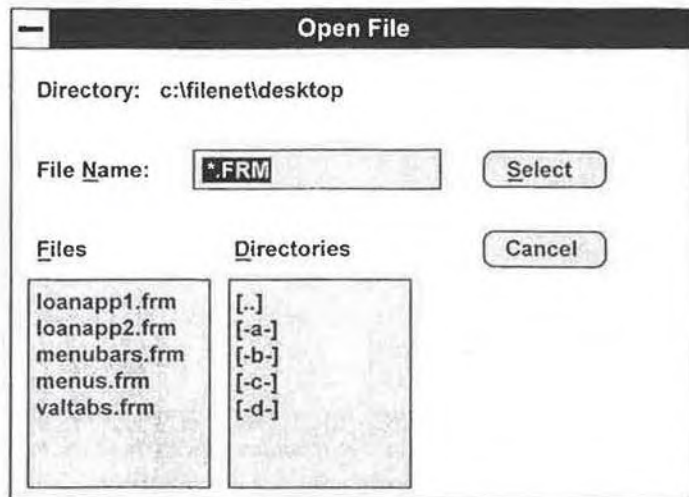 Open File
Directory: c:\filenet\desktop
File Name: *.FRM Select
Files Directories Cancel
loanapp1.frm [..]
loanapp2.frm [-a-]
menubars.frm [-b-]
menus.frm [-c-]
valtabs.frm [-d-]